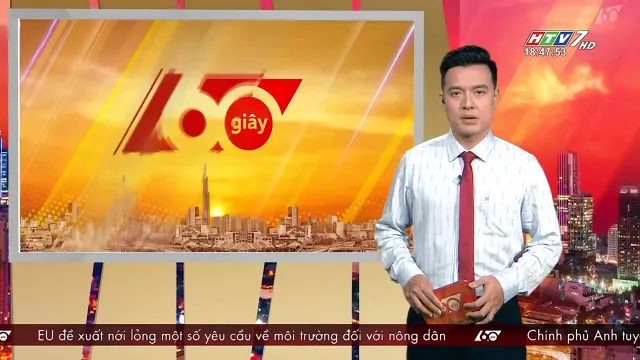 HTV7 HD
18:47:53
60 giây
EU đề xuất nới lỏng một số yêu cầu về môi trường đối với nông dân 60 Chính phủ Anh tuy